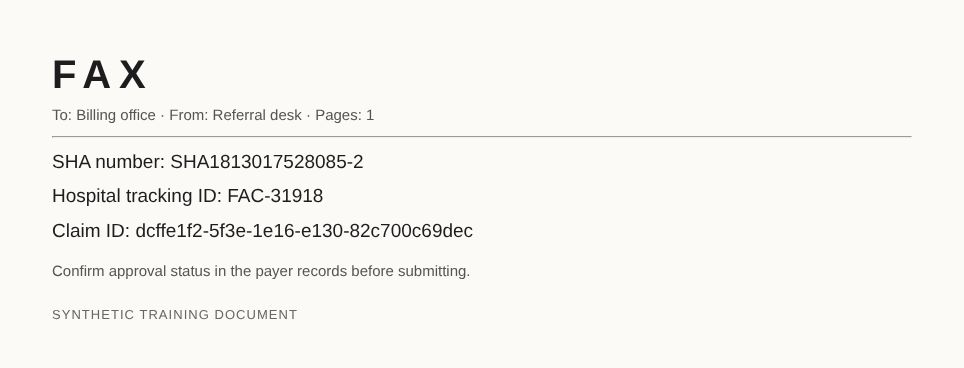 FAX
To: Billing office · From: Referral desk · Pages: 1
SHA number: SHA1813017528085-2
Hospital tracking ID: FAC-31918
Claim ID: dcffe1f2-5f3e-1e16-e130-82c700c69dec
Confirm approval status in the payer records before submitting.
SYNTHETIC TRAINING DOCUMENT